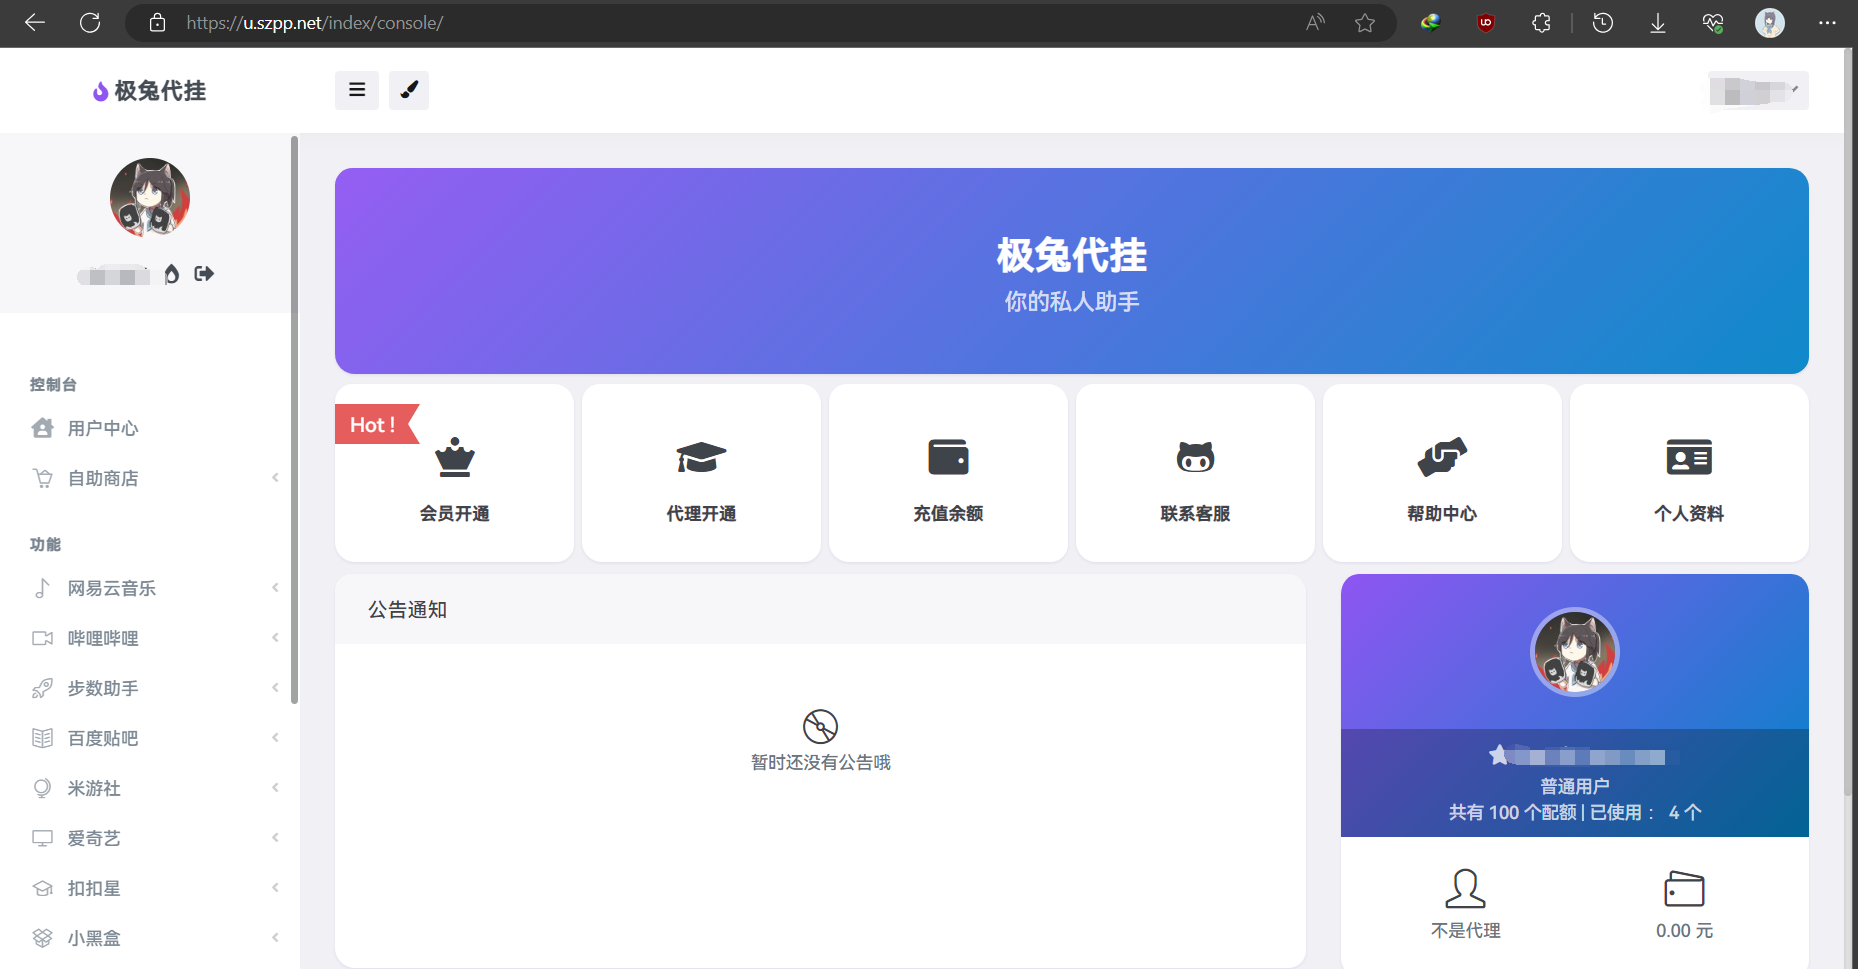 https://u.szpp.net/index/console/
极兔代挂
控制台
用户中心
自助商店
功能
网易云音乐
哔哩哔哩
步数助手
百度贴吧
米游社
爱奇艺
扣扣星
小黑盒
极兔代挂
你的私人助手
Hot !
会员开通
代理开通
充值余额
联系客服
帮助中心
个人资料
公告通知
暂时还没有公告哦
普通用户
共有 100 个配额 | 已使用： 4 个
不是代理
0.00 元